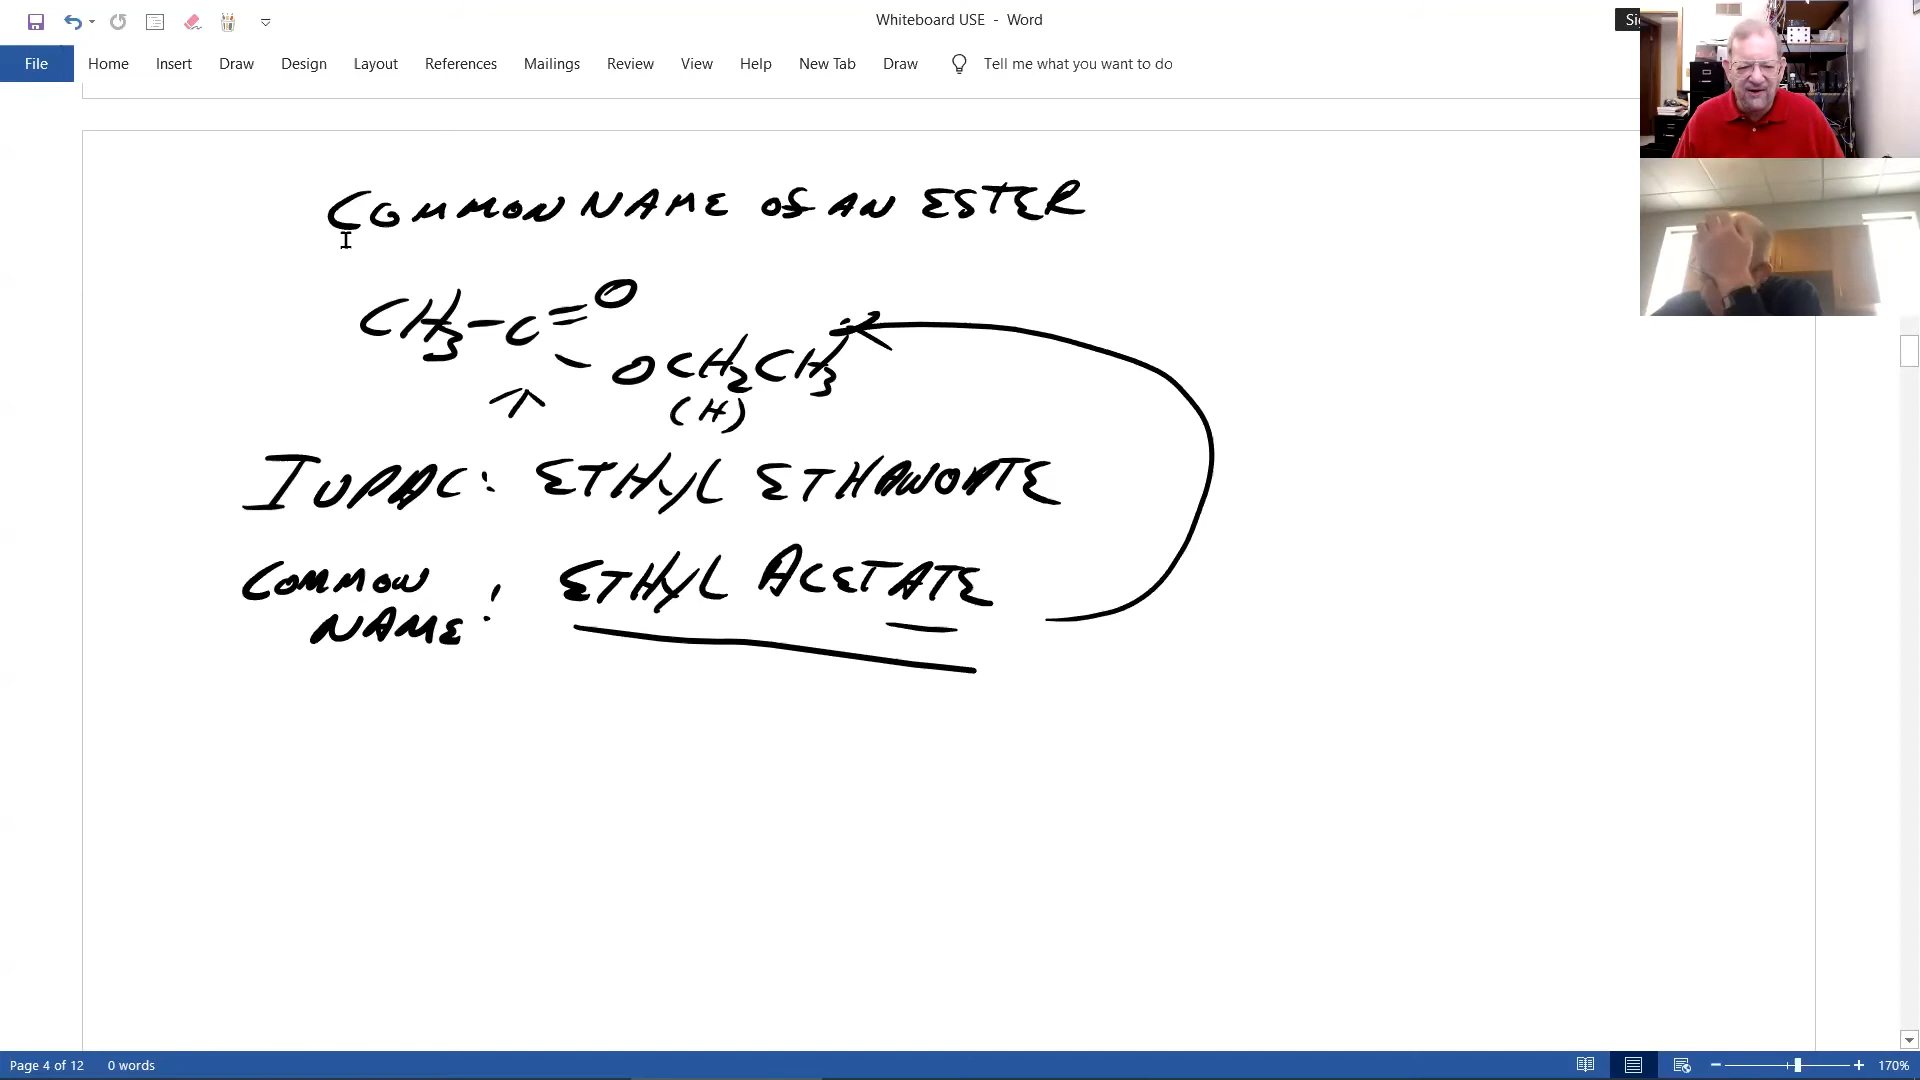 Whiteboard USE - Word
File Home Insert Draw Design Layout References Mailings Review View Help New Tab Draw Tell me what you want to do
COMMON NAME OF AN ESTER
CH3-C=O
-OCH2CH3
(H)
IUPAC: ETHYL ETHANOATE
COMMON NAME: ETHYL ACETATE
Page 4 of 12 0 words
170%